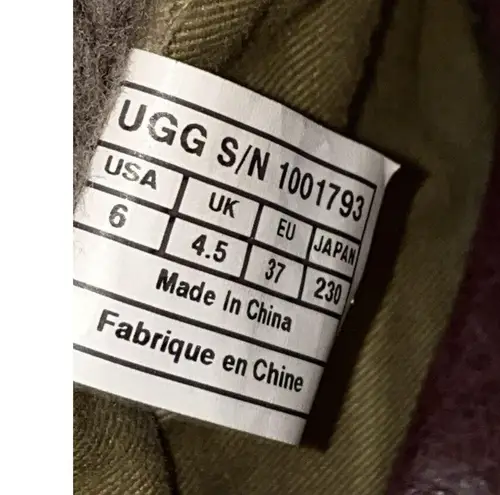 UGG S/N 1001793
USA UK EU JAPAN
6 4.5 37 230
Made In China
Fabrique en Chine